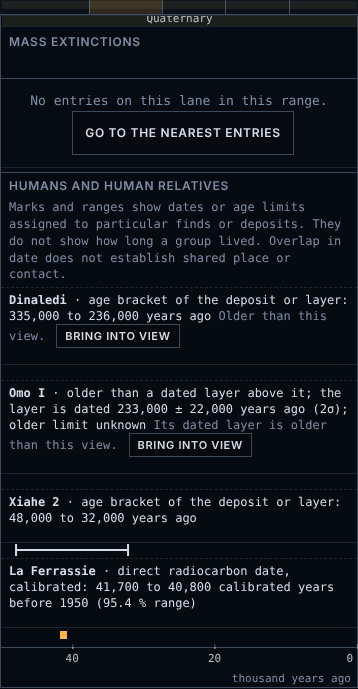 Quaternary
MASS EXTINCTIONS
No entries on this lane in this range.
GO TO THE NEAREST ENTRIES
HUMANS AND HUMAN RELATIVES
Marks and ranges show dates or age limits
assigned to particular finds or deposits. They
do not show how long a group lived. Overlap in
date does not establish shared place or
contact.
Dinaledi · age bracket of the deposit or layer:
335,000 to 236,000 years ago Older than this
view. BRING INTO VIEW
Omo I · older than a dated layer above it; the
layer is dated 233,000 ± 22,000 years ago (2σ);
older limit unknown Its dated layer is older
than this view. BRING INTO VIEW
Xiahe 2 · age bracket of the deposit or layer:
48,000 to 32,000 years ago
La Ferrassie · direct radiocarbon date,
calibrated: 41,700 to 40,800 calibrated years
before 1950 (95.4 % range)
40 20 0
thousand years ago